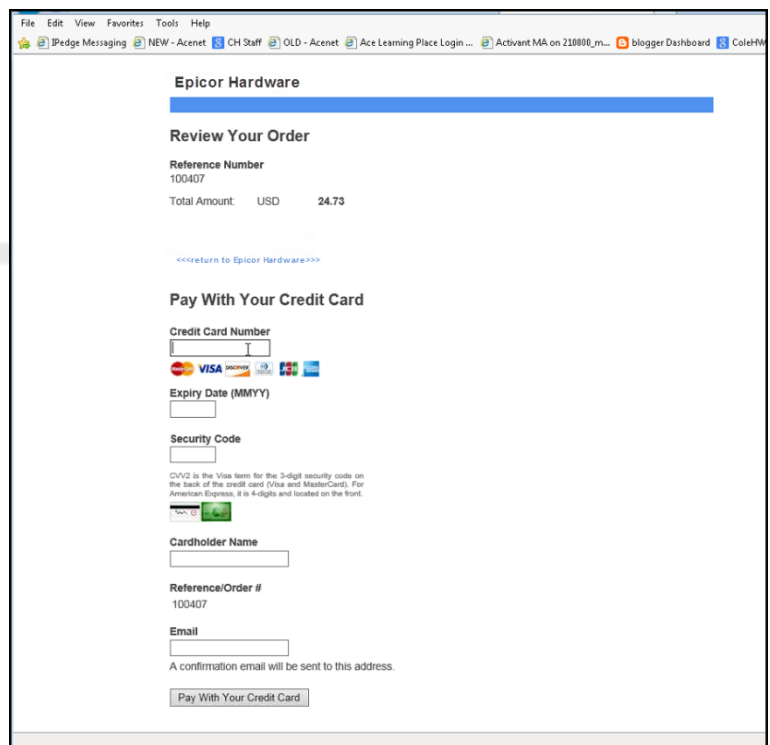 File Edit View Favorites Tools Help
IPedge Messaging NEW - Acenet CH Staff OLD - Acenet Ace Learning Place Login ... Activant MA on 210800_m... blogger Dashboard ColeHW
Epicor Hardware
Review Your Order
Reference Number
100407
Total Amount: USD 24.73
<<<return to Epicor Hardware>>>
Pay With Your Credit Card
Credit Card Number
MasterCard VISA DISCOVER JCB
Expiry Date (MMYY)
Security Code
CVV2 is the Visa term for the 3-digit security code on
the back of the credit card (Visa and MasterCard). For
American Express, it is 4-digits and located on the front.
Cardholder Name
Reference/Order #
100407
Email
A confirmation email will be sent to this address.
Pay With Your Credit Card